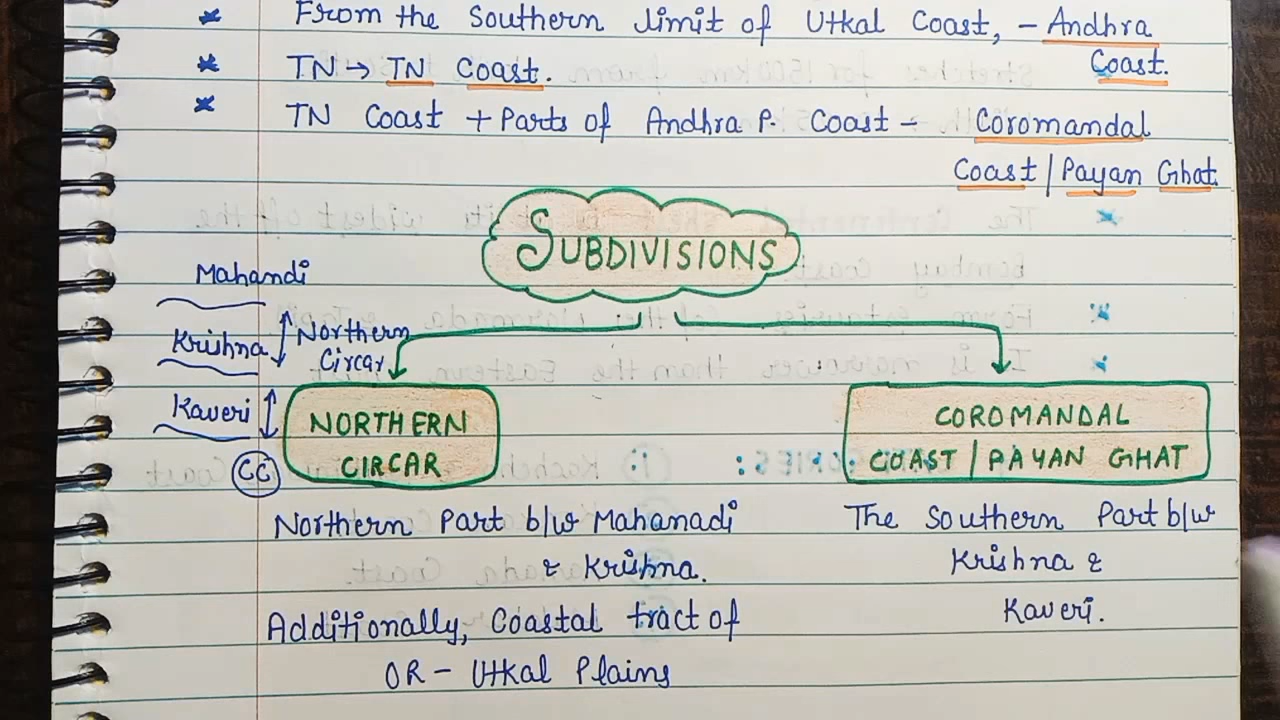 * From the Southern limit of Utkal Coast, - Andhra
Coast.
* TN → TN Coast.
* TN Coast + Parts of Andhra P. Coast - Coromandal
Coast / Payan Ghat.
SUBDIVISIONS
Mahandi
Krishna
Northern
Circar
Kaveri
CC
NORTHERN
CIRCAR
Northern Part b/w Mahanadi
& Krishna.
Additionally, Coastal tract of
OR - Utkal Plains
COROMANDAL
COAST / PAYAN GHAT
The Southern Part b/w
Krishna &
Kaveri.